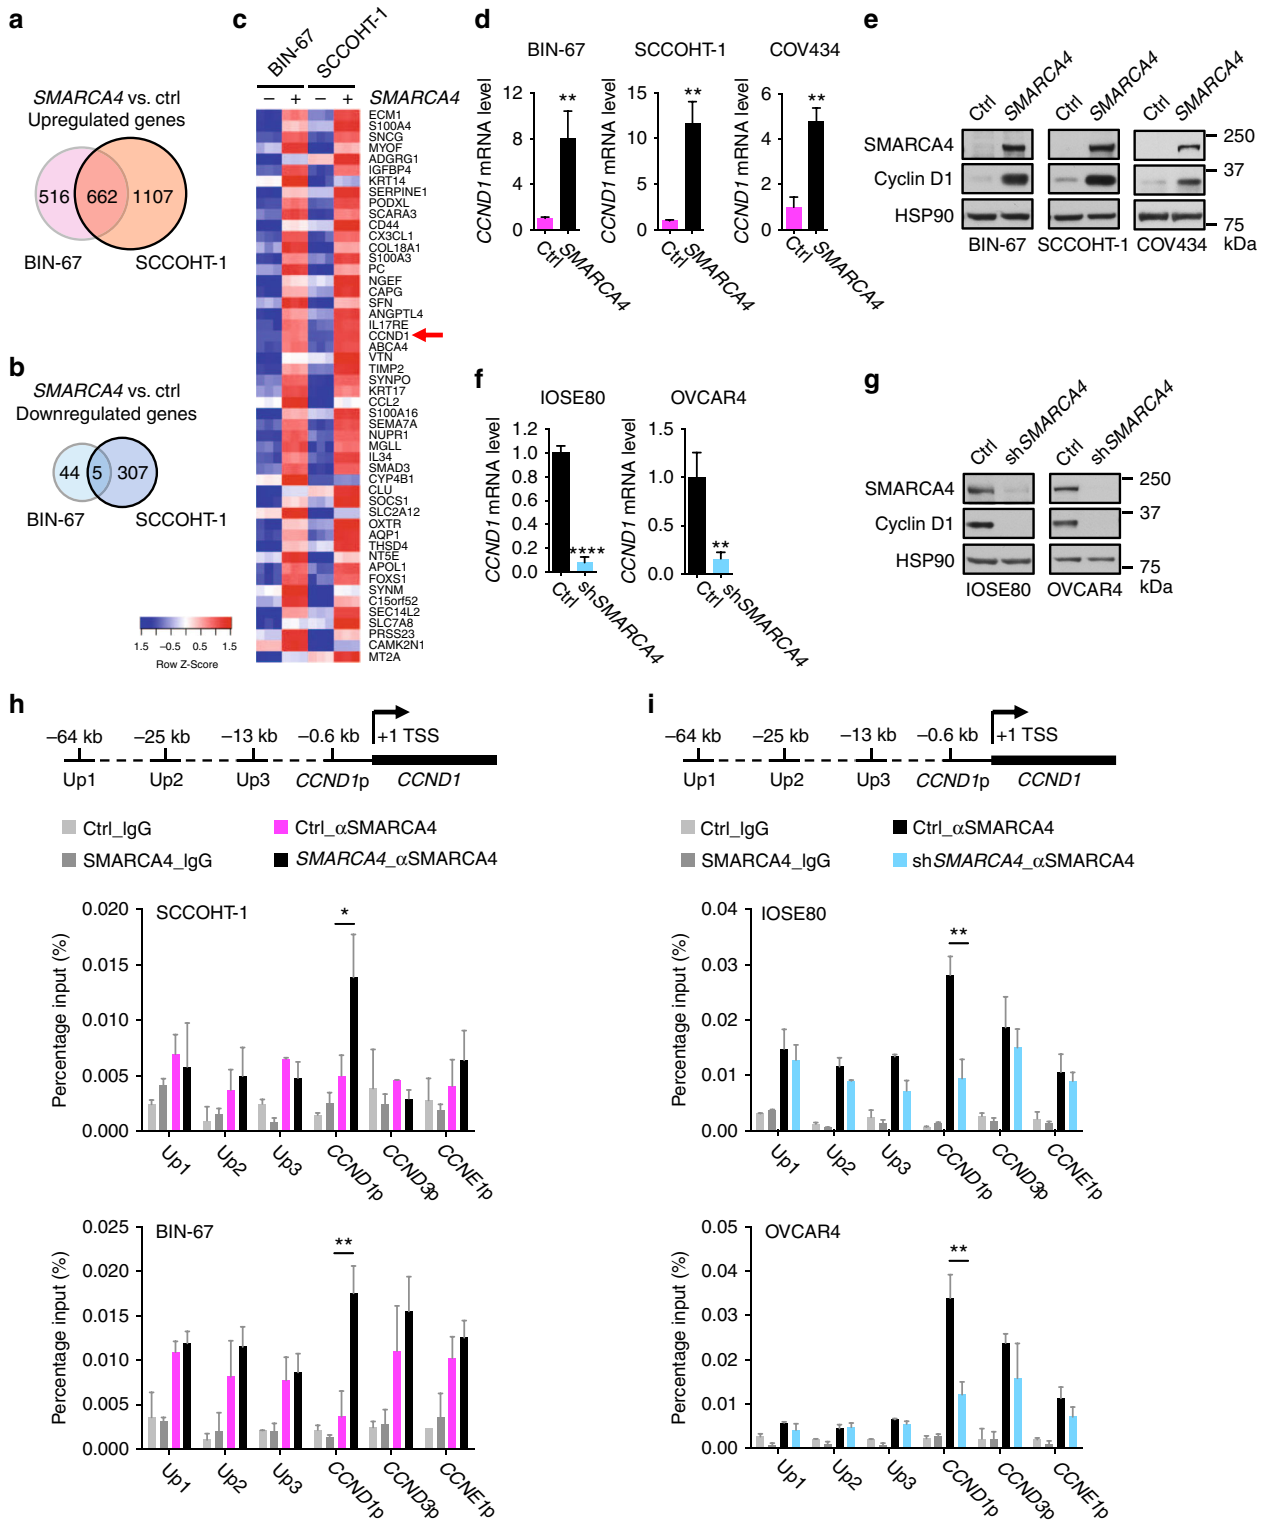 a
SMARCA4 vs. ctrl
Upregulated genes
516 662 1107
BIN-67 SCCOHT-1
b
SMARCA4 vs. ctrl
Downregulated genes
44 5 307
BIN-67 SCCOHT-1
c
BIN-67 SCCOHT-1
– + – + SMARCA4
ECM1
S100A4
SNCG
MYOF
ADGRG1
IGFBP4
KRT14
SERPINE1
PODXL
SCARA3
CD44
CX3CL1
COL18A1
S100A3
PC
NGEF
CAPG
SFN
ANGPTL4
IL17RE
CCND1
ABCA4
VTN
TIMP2
SYNPO
KRT17
CCL2
S100A16
SEMA7A
NUPR1
MGLL
IL34
SMAD3
CYP4B1
CLU
SOCS1
SLC2A12
OXTR
AQP1
THSD4
NT5E
APOL1
FOXS1
SYNM
C15orf52
SEC14L2
SLC7A8
PRSS23
CAMK2N1
MT2A
1.5 –0.5 0.5 1.5
Row Z-Score
d
BIN-67 SCCOHT-1 COV434
CCND1 mRNA level
12
8
4
0
**
Ctrl
SMARCA4
CCND1 mRNA level
15
10
5
0
**
Ctrl
SMARCA4
CCND1 mRNA level
6
4
2
0
**
Ctrl
SMARCA4
e
Ctrl SMARCA4 Ctrl SMARCA4 Ctrl SMARCA4
SMARCA4 250
Cyclin D1 37
HSP90 75
BIN-67 SCCOHT-1 COV434 kDa
f
IOSE80 OVCAR4
CCND1 mRNA level
1.2
1.0
0.8
0.6
0.4
0.2
0.0
****
Ctrl
shSMARCA4
CCND1 mRNA level
1.5
1.0
0.5
0.0
**
Ctrl
shSMARCA4
g
Ctrl shSMARCA4 Ctrl shSMARCA4
SMARCA4 250
Cyclin D1 37
HSP90 75
IOSE80 OVCAR4 kDa
h
–64 kb –25 kb –13 kb –0.6 kb +1 TSS
Up1 Up2 Up3 CCND1p CCND1
Ctrl_IgG Ctrl_αSMARCA4
SMARCA4_IgG SMARCA4_αSMARCA4
SCCOHT-1
Percentage input (%)
0.020
0.015
0.010
0.005
0.000
*
Up1 Up2 Up3 CCND1p CCND3p CCNE1p
BIN-67
Percentage input (%)
0.025
0.020
0.015
0.010
0.005
0.000
**
Up1 Up2 Up3 CCND1p CCND3p CCNE1p
i
–64 kb –25 kb –13 kb –0.6 kb +1 TSS
Up1 Up2 Up3 CCND1p CCND1
Ctrl_IgG Ctrl_αSMARCA4
SMARCA4_IgG shSMARCA4_αSMARCA4
IOSE80
Percentage input (%)
0.04
0.03
0.02
0.01
0.00
**
Up1 Up2 Up3 CCND1p CCND3p CCNE1p
OVCAR4
Percentage input (%)
0.05
0.04
0.03
0.02
0.01
0.00
**
Up1 Up2 Up3 CCND1p CCND3p CCNE1p